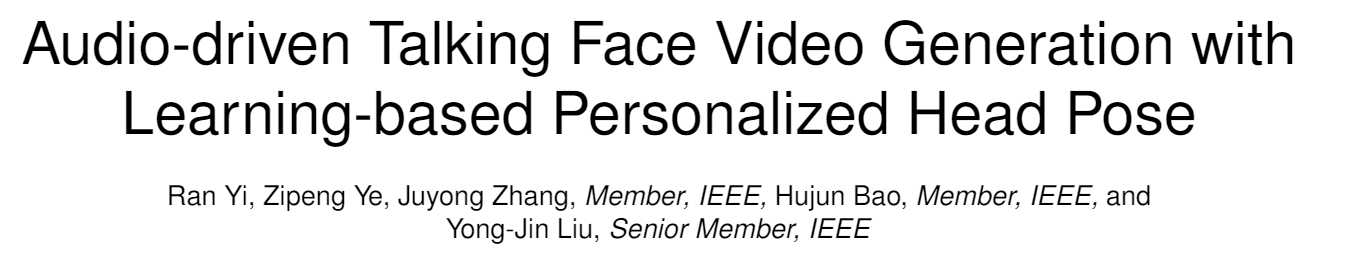 Audio-driven Talking Face Video Generation with
Learning-based Personalized Head Pose
Ran Yi, Zipeng Ye, Juyong Zhang, Member, IEEE, Hujun Bao, Member, IEEE, and
Yong-Jin Liu, Senior Member, IEEE